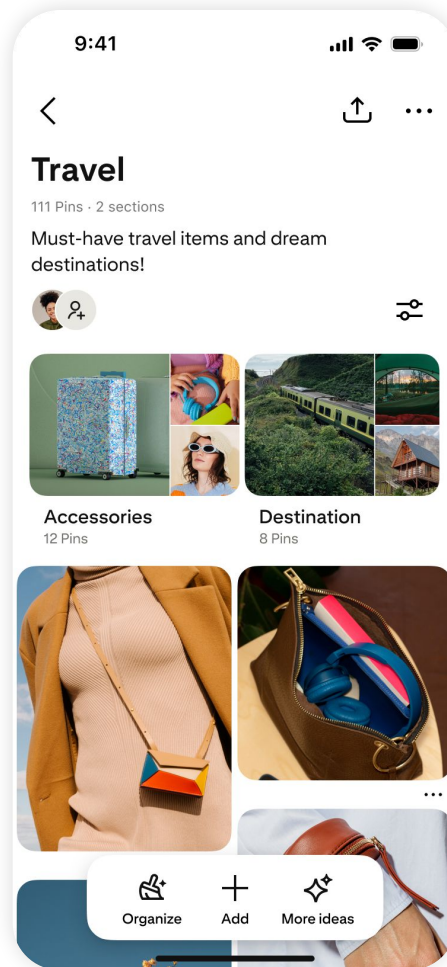 9:41
Travel
111 Pins · 2 sections
Must-have travel items and dream
destinations!
Accessories
12 Pins
Destination
8 Pins
Organize
Add
More ideas